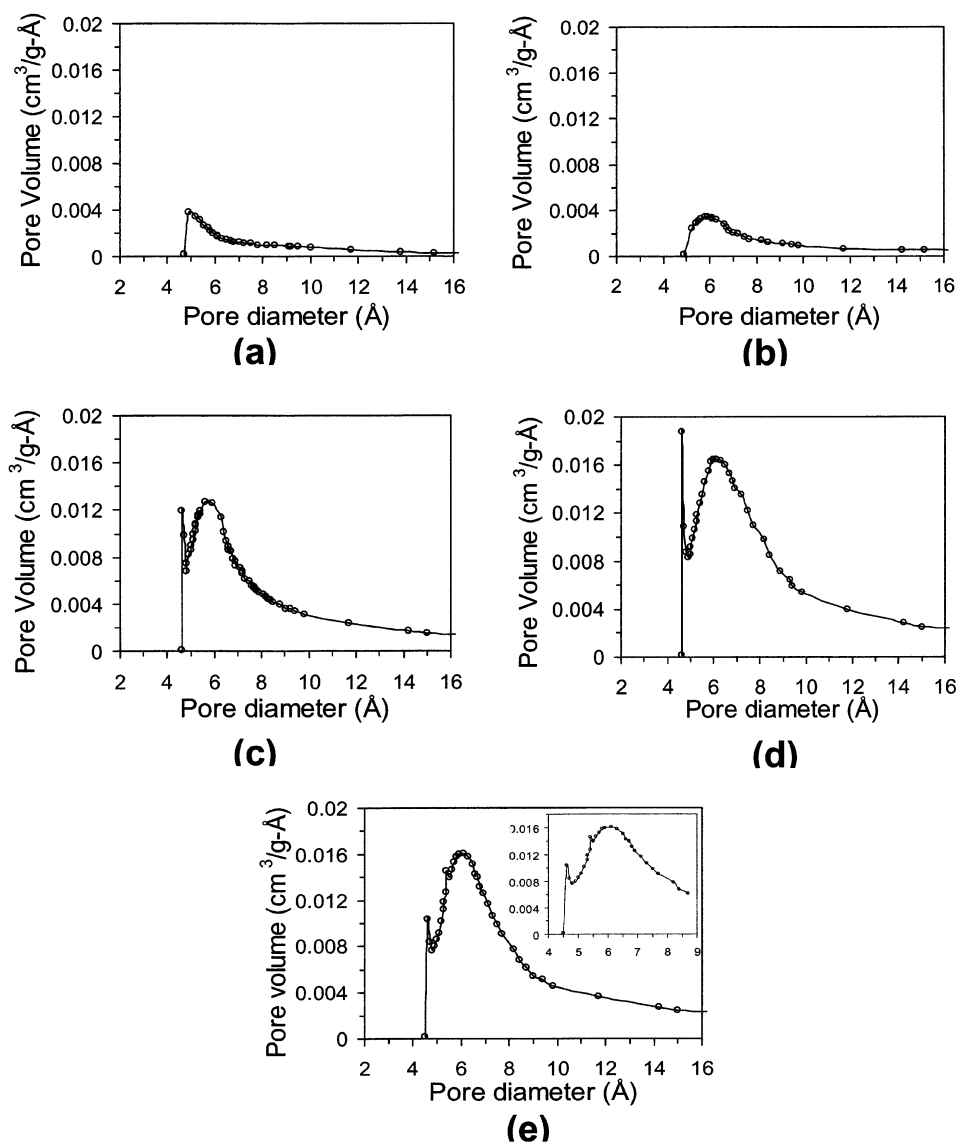 Pore Volume (cm³/g-Å)
0.02
0.016
0.012
0.008
0.004
0
2 4 6 8 10 12 14 16
Pore diameter (Å)
(a)
Pore Volume (cm³/g-Å)
0.02
0.016
0.012
0.008
0.004
0
2 4 6 8 10 12 14 16
Pore diameter (Å)
(b)
Pore Volume (cm³/g-Å)
0.02
0.016
0.012
0.008
0.004
0
2 4 6 8 10 12 14 16
Pore diameter (Å)
(c)
Pore Volume (cm³/g-Å)
0.02
0.016
0.012
0.008
0.004
0
2 4 6 8 10 12 14 16
Pore diameter (Å)
(d)
Pore volume (cm³/g-Å)
0.02
0.016
0.012
0.008
0.004
0
2 4 6 8 10 12 14 16
0.016
0.012
0.008
0.004
0
4 5 6 7 8 9
Pore diameter (Å)
(e)